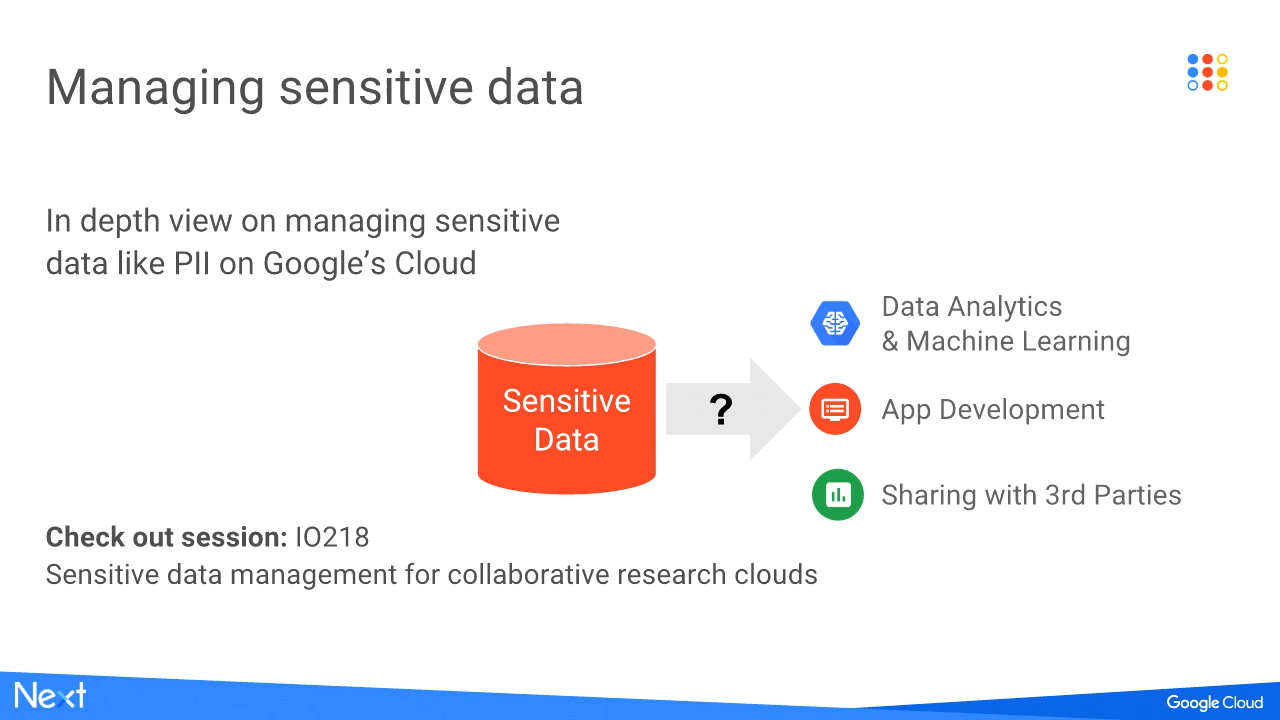 Managing sensitive data
In depth view on managing sensitive
data like PII on Google’s Cloud
Sensitive
Data
?
Data Analytics
& Machine Learning
App Development
Sharing with 3rd Parties
Check out session: IO218
Sensitive data management for collaborative research clouds
Next
Google Cloud